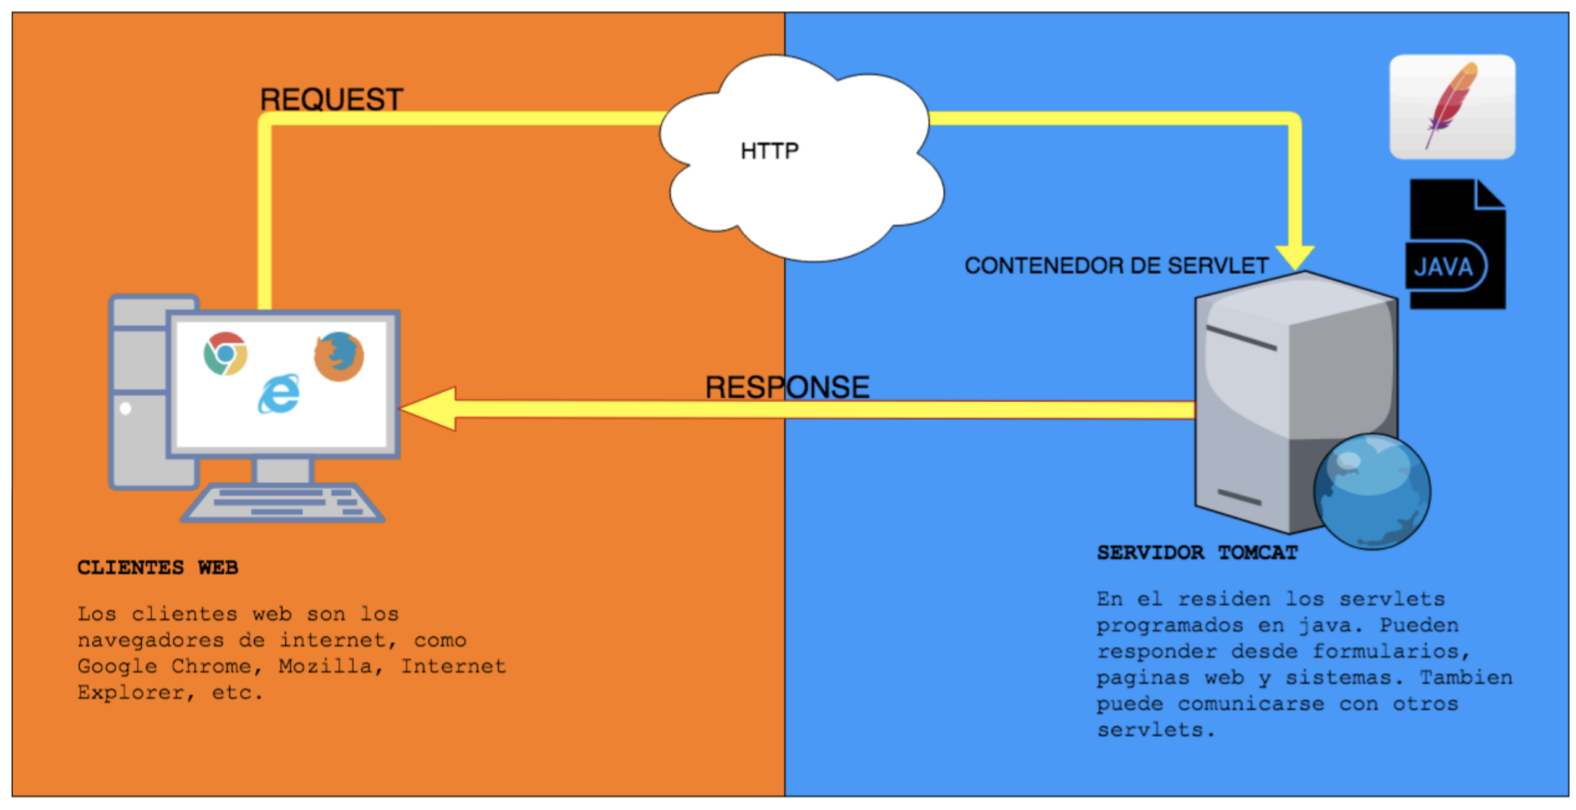 REQUEST
HTTP
CONTENEDOR DE SERVLET
JAVA
RESPONSE
CLIENTES WEB
Los clientes web son los
navegadores de internet, como
Google Chrome, Mozilla, Internet
Explorer, etc.
SERVIDOR TOMCAT
En el residen los servlets
programados en java. Pueden
responder desde formularios,
paginas web y sistemas. Tambien
puede comunicarse con otros
servlets.